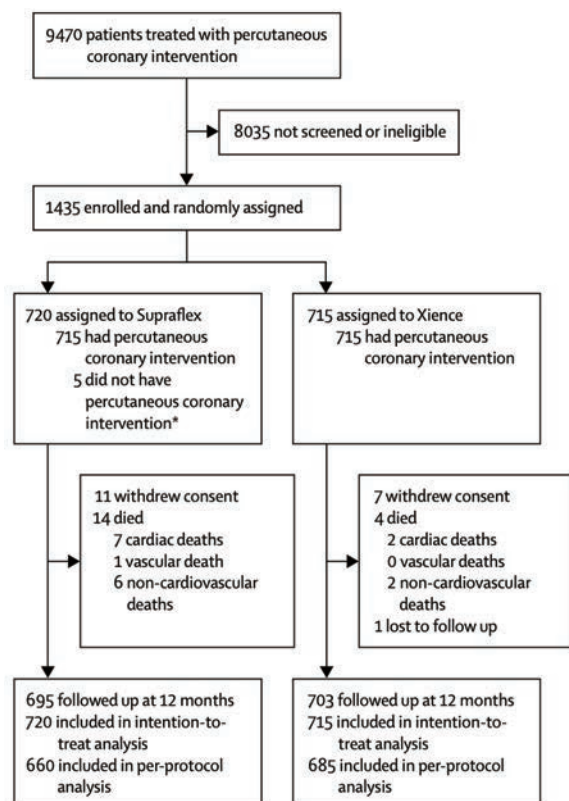 9470 patients treated with percutaneous
coronary intervention
8035 not screened or ineligible
1435 enrolled and randomly assigned
720 assigned to Supraflex
715 had percutaneous
coronary intervention
5 did not have
percutaneous coronary
intervention*
715 assigned to Xience
715 had percutaneous
coronary intervention
11 withdrew consent
14 died
7 cardiac deaths
1 vascular death
6 non-cardiovascular
deaths
7 withdrew consent
4 died
2 cardiac deaths
0 vascular deaths
2 non-cardiovascular
deaths
1 lost to follow up
695 followed up at 12 months
720 included in intention-to-
treat analysis
660 included in per-protocol
analysis
703 followed up at 12 months
715 included in intention-to-
treat analysis
685 included in per-protocol
analysis